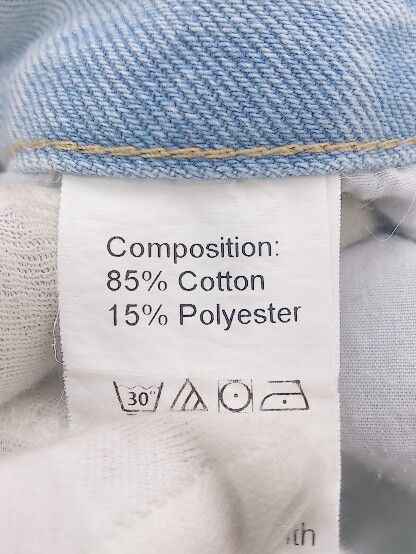 Composition:
85% Cotton
15% Polyester
30°